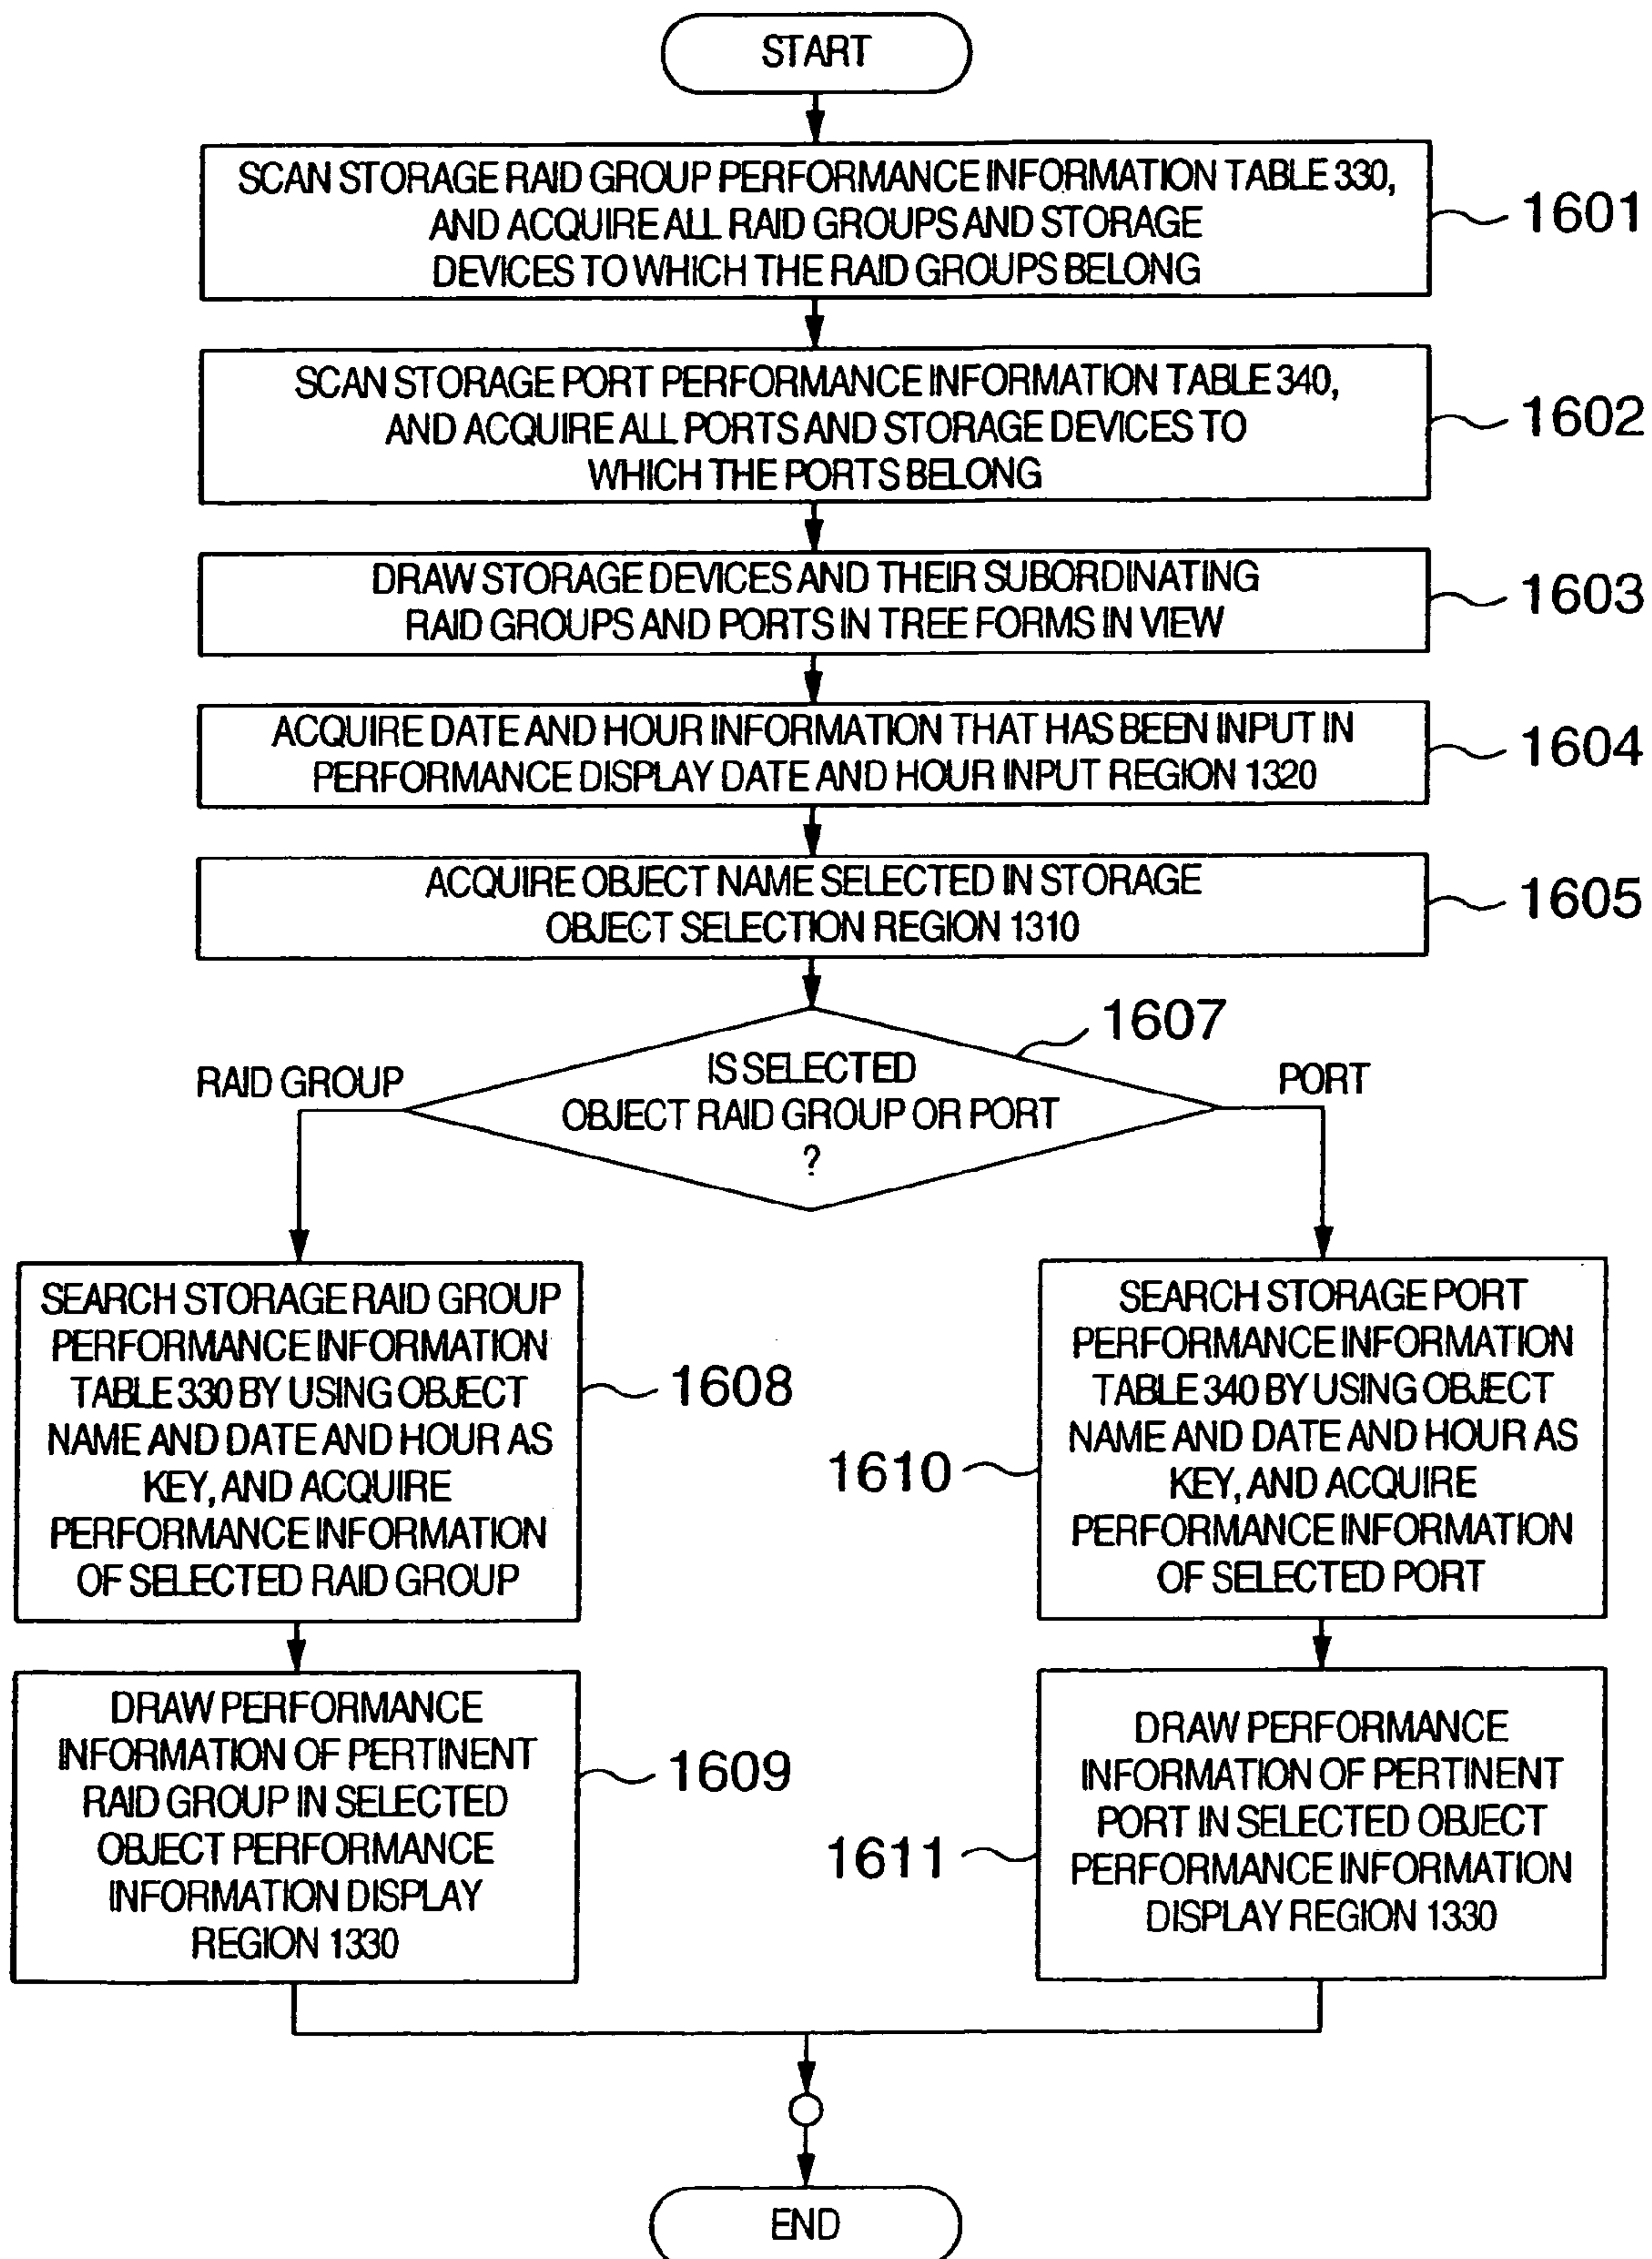 START
SCAN STORAGE RAID GROUP PERFORMANCE INFORMATION TABLE 330,
AND ACQUIRE ALL RAID GROUPS AND STORAGE
DEVICES TO WHICH THE RAID GROUPS BELONG
1601
SCAN STORAGE PORT PERFORMANCE INFORMATION TABLE 340,
AND ACQUIRE ALL PORTS AND STORAGE DEVICES TO
WHICH THE PORTS BELONG
1602
DRAW STORAGE DEVICES AND THEIR SUBORDINATING
RAID GROUPS AND PORTS IN TREE FORMS IN VIEW
1603
ACQUIRE DATE AND HOUR INFORMATION THAT HAS BEEN INPUT IN
PERFORMANCE DISPLAY DATE AND HOUR INPUT REGION 1320
1604
ACQUIRE OBJECT NAME SELECTED IN STORAGE
OBJECT SELECTION REGION 1310
1605
1607
IS SELECTED
OBJECT RAID GROUP OR PORT
?
RAID GROUP
PORT
SEARCH STORAGE RAID GROUP
PERFORMANCE INFORMATION
TABLE 330 BY USING OBJECT
NAME AND DATE AND HOUR AS
KEY, AND ACQUIRE
PERFORMANCE INFORMATION
OF SELECTED RAID GROUP
1608
SEARCH STORAGE PORT
PERFORMANCE INFORMATION
TABLE 340 BY USING OBJECT
NAME AND DATE AND HOUR AS
KEY, AND ACQUIRE
PERFORMANCE INFORMATION
OF SELECTED PORT
1610
DRAW PERFORMANCE
INFORMATION OF PERTINENT
RAID GROUP IN SELECTED
OBJECT PERFORMANCE
INFORMATION DISPLAY
REGION 1330
1609
DRAW PERFORMANCE
INFORMATION OF PERTINENT
PORT IN SELECTED OBJECT
PERFORMANCE INFORMATION
DISPLAY REGION 1330
1611
END